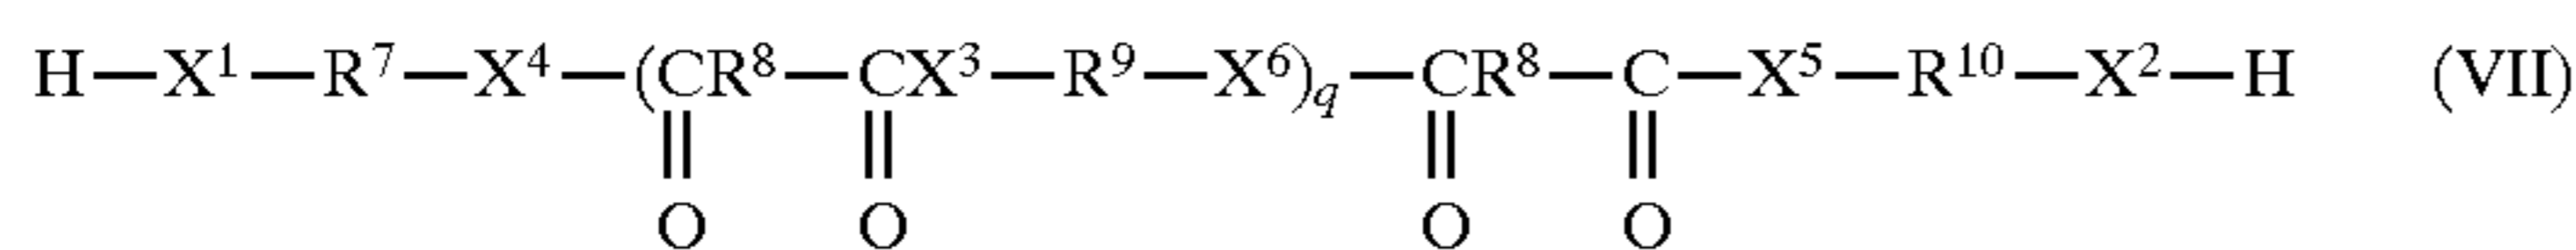 H—X¹—R⁷—X⁴—(CR⁸—CX³—R⁹—X⁶)q—CR⁸—C—X⁵—R¹⁰—X²—H (VII)
|| || || ||
O O O O